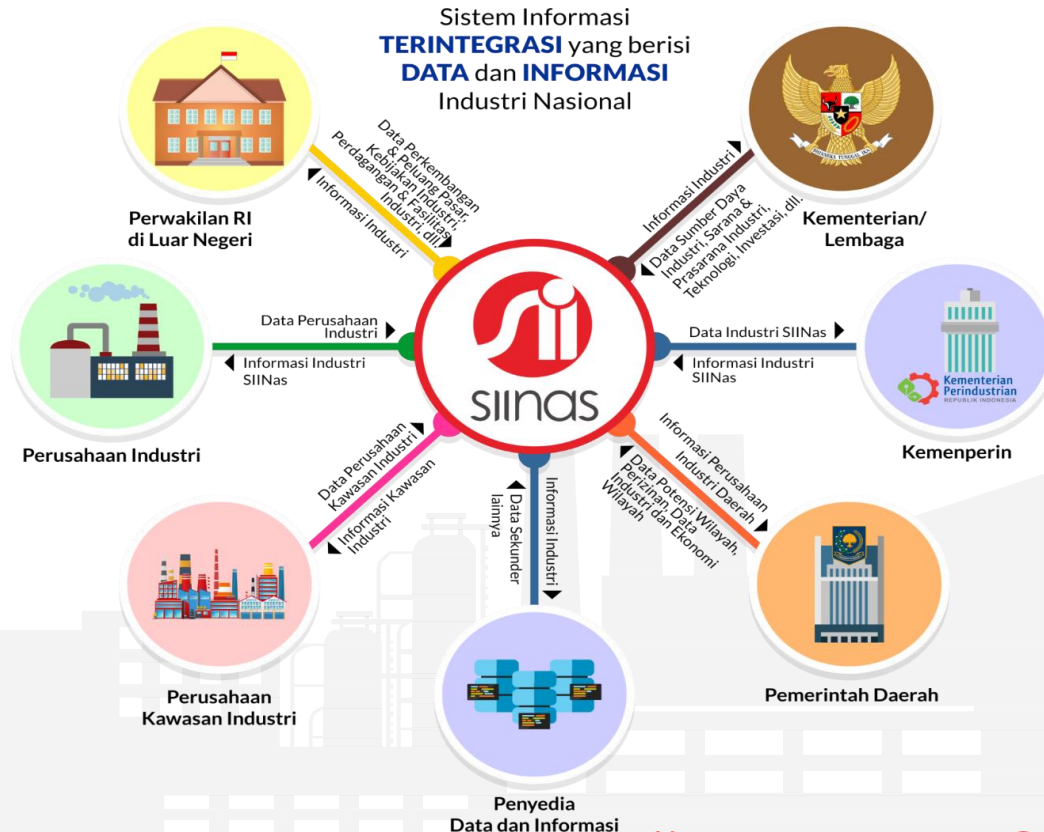 Sistem Informasi
TERINTEGRASI yang berisi
DATA dan INFORMASI
Industri Nasional
Data Perkembangan
& Peluang Pasar,
Kebijakan Industri,
Perdagangan & Fasilitas
Industri, dll.
Informasi Industri
Perwakilan RI
di Luar Negeri
Informasi Industri
Data Sumber Daya
Industri, Sarana &
Prasarana Industri,
Teknologi, Investasi, dll.
BHINNEKA TUNGGAL IKA
Kementerian/
Lembaga
Data Perusahaan
Industri
Informasi Industri
SIINas
Perusahaan Industri
SIINas
Data Industri SIINas
Informasi Industri
SIINas
Kementerian
Perindustrian
REPUBLIK INDONESIA
Kemenperin
Data Perusahaan
Kawasan Industri
Informasi Kawasan
Industri
Perusahaan
Kawasan Industri
Data Sekunder
lainnya
Informasi Industri
Penyedia
Data dan Informasi
Informasi Perusahaan
Industri Daerah
Data Potensi Wilayah,
Perizinan, Data
Industri dan Ekonomi
Wilayah
Pemerintah Daerah